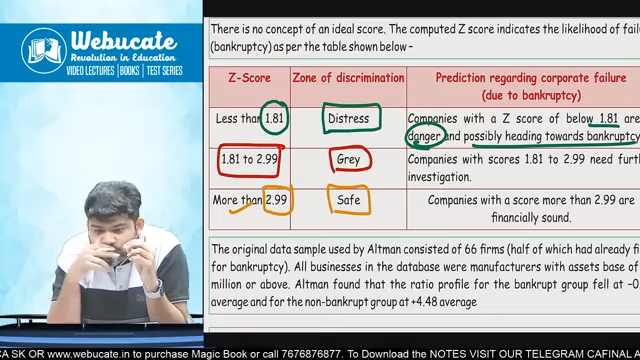 Webucate
Revolution in Education
VIDEO LECTURES | BOOKS | TEST SERIES
There is no concept of an ideal score. The computed Z score indicates the likelihood of
(bankruptcy) as per the table shown below –
Z-Score
Zone of discrimination
Prediction regarding corporate failure
(due to bankruptcy)
Less than 1.81
Distress
Companies with a Z score of below 1.81 are
danger and possibly heading towards bankruptcy
1.81 to 2.99
Grey
Companies with scores 1.81 to 2.99 need
investigation.
More than 2.99
Safe
Companies with a score more than 2.99 are
financially sound.
The original data sample used by Altman consisted of 66 firms (half of which had already
for bankruptcy). All businesses in the database were manufacturers with assets base of
million or above. Altman found that the ratio profile for the bankrupt group fell at
average and for the non-bankrupt group at +4.48 average
CA SK OR www.webucate.in to purchase Magic Book or call 7676876877. To Download the NOTES VISIT OUR TELEGRAM CAFINAL